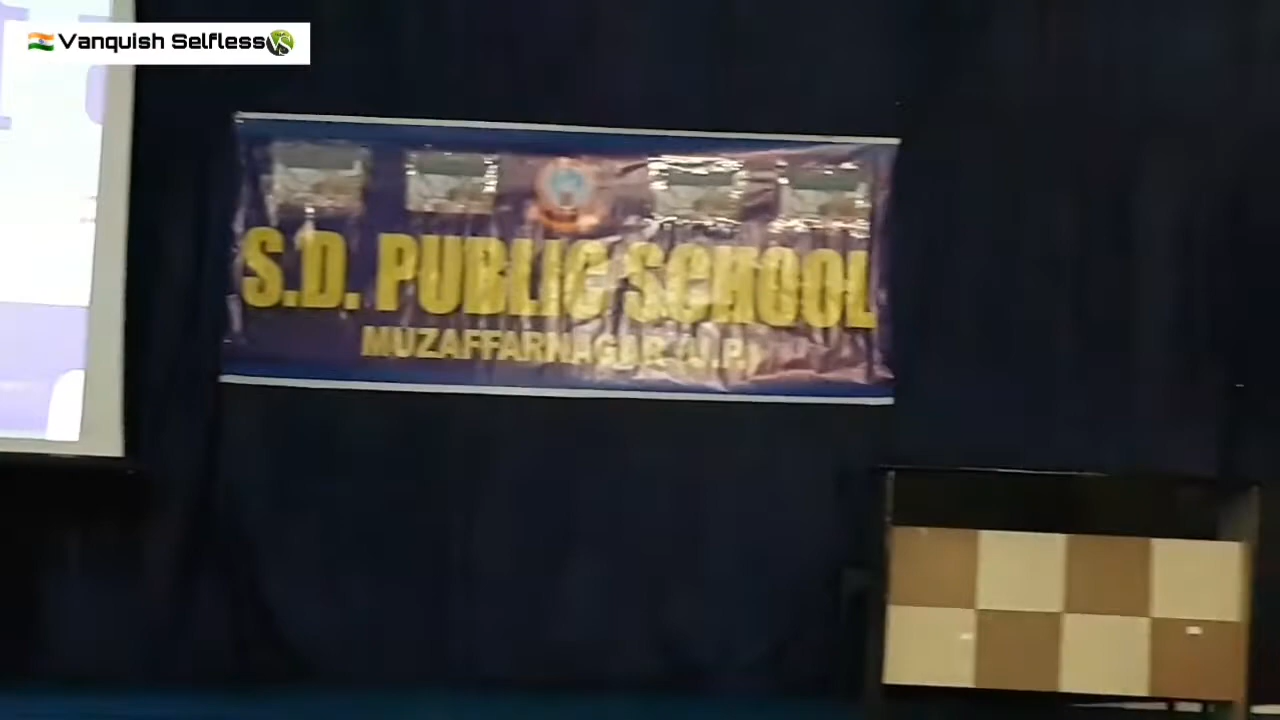 🇮🇳 Vanquish Selfless
S.D. PUBLIC SCHOOL
MUZAFFARNAGAR (U.P.)